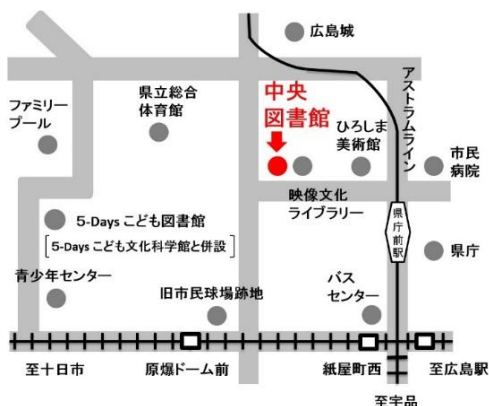 広島城
ファミリー
プール
県立総合
体育館
中央
図書館
ひろしま
美術館
アストラムライン
市民
病院
映像文化
ライブラリー
5-Days こども図書館
5-Days こども文化科学館と併設
県庁前駅
県庁
青少年センター
旧市民球場跡地
バス
センター
至十日市
原爆ドーム前
紙屋町西
至広島駅
至宇品